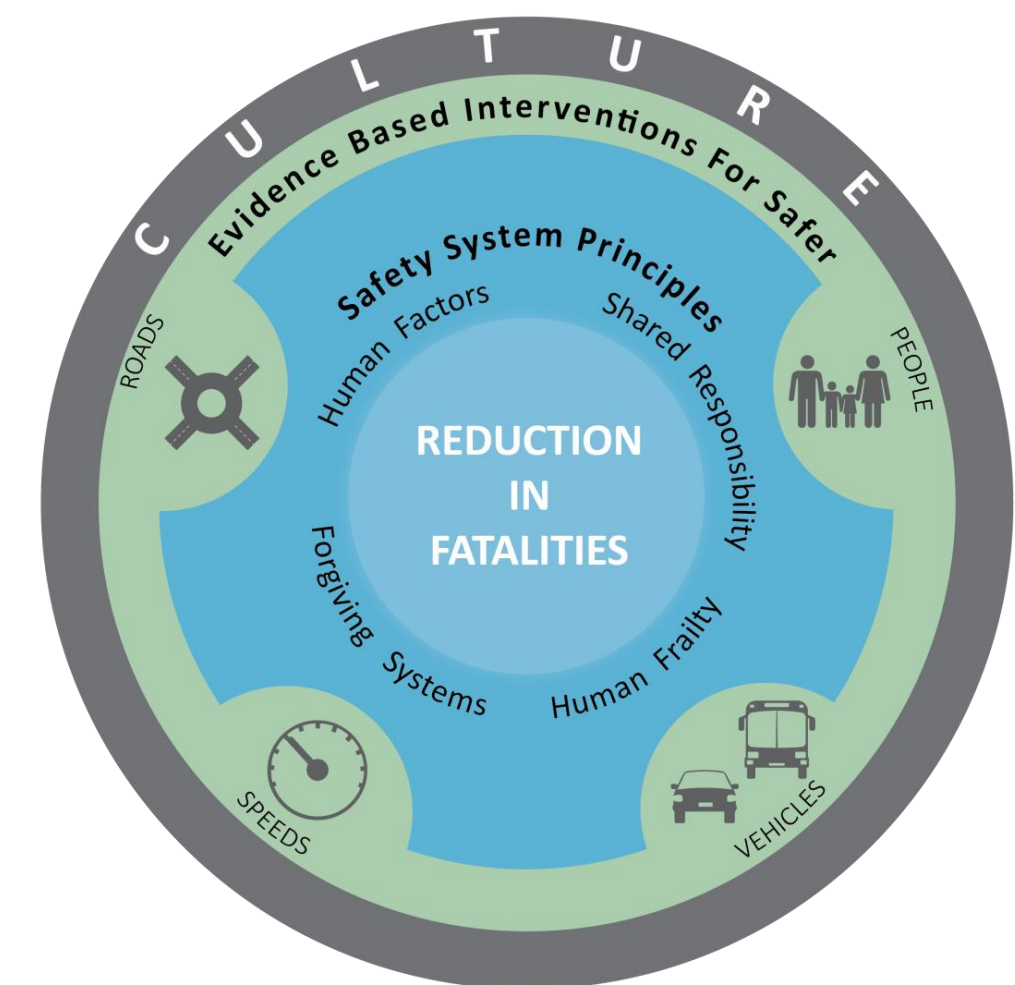 CULTURE
Evidence Based Interventions For Safer
Safety System Principles
Human Factors
Shared Responsibility
ROADS
PEOPLE
REDUCTION
IN
FATALITIES
Forgiving Systems
Human Frailty
SPEEDS
VEHICLES